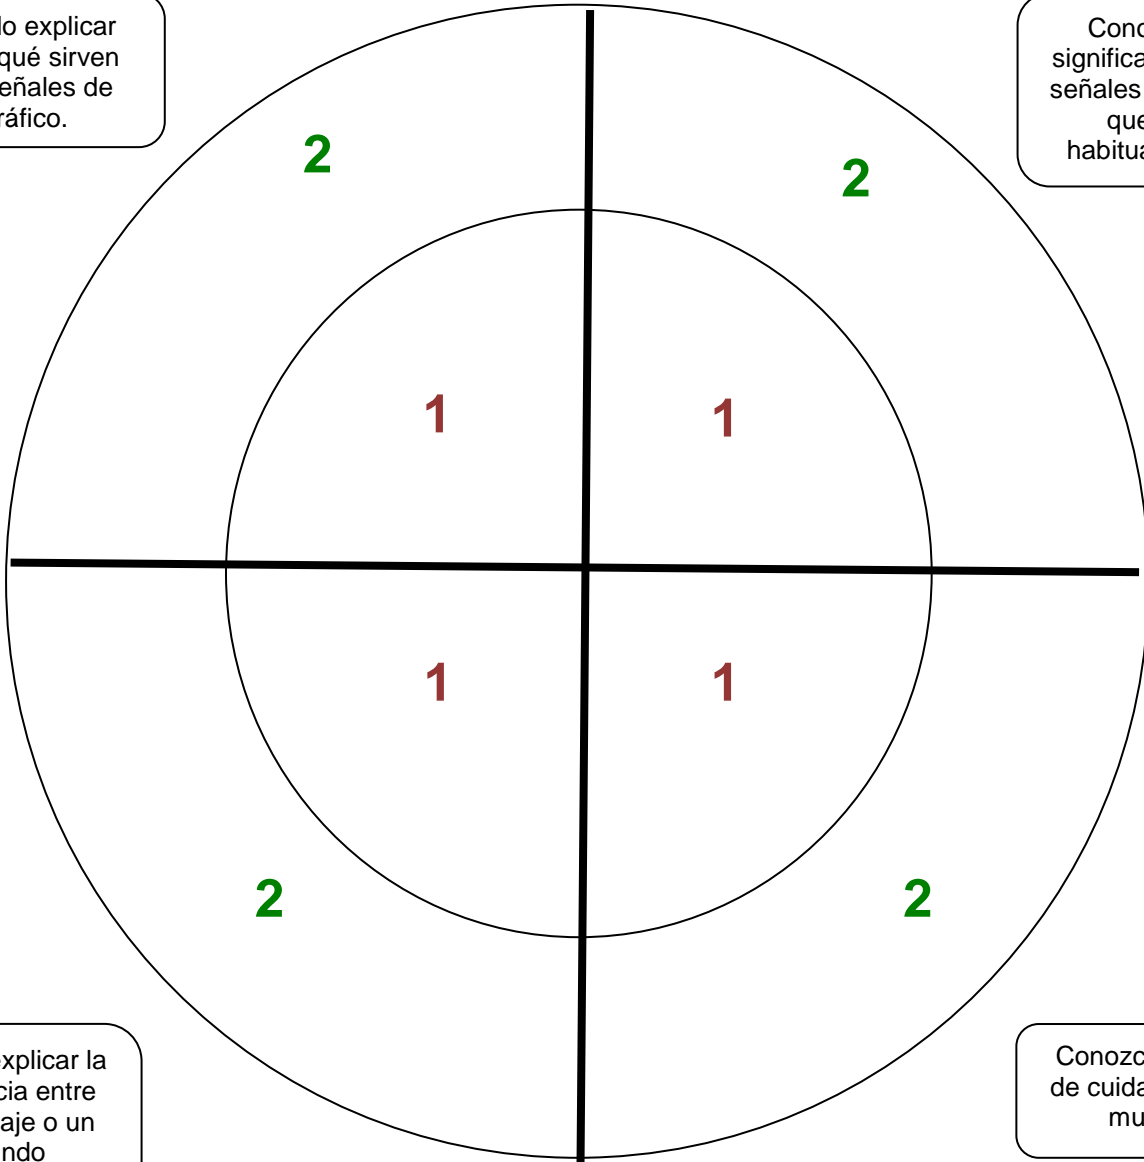 lo explicar
qué sirven
eñales de
ráfico.
Cono
significa
señales
que
habitua
2
2
1
1
1
1
2
2
explicar la
cia entre
aje o un
ndo
Conozc
de cuida
mu